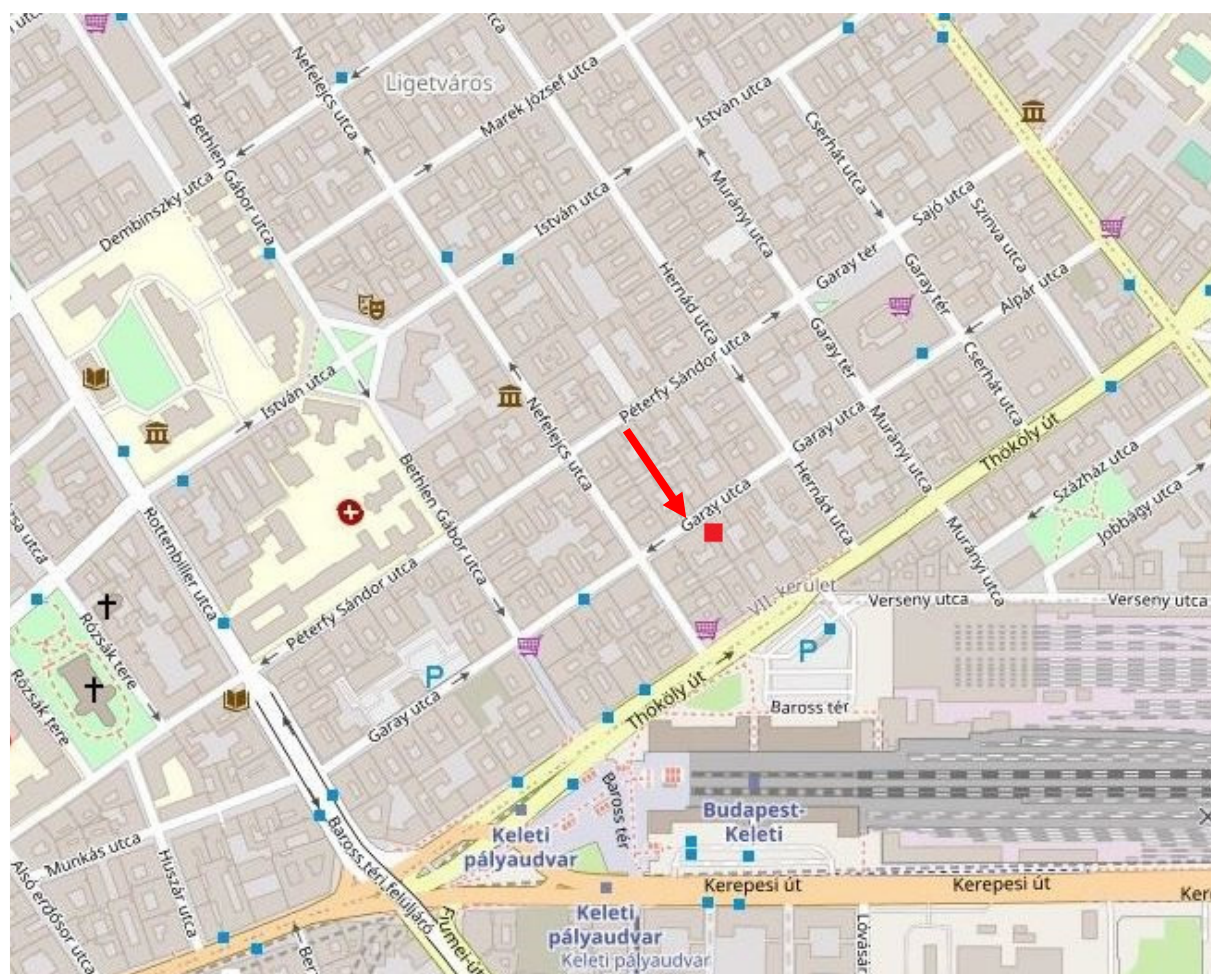 Ligetváros
Nefelejcs utca
Marek József utca
István utca
Bethlen Gábor utca
Dembinszky utca
Cserhát utca
Murányi utca
Sajó utca
Szinva utca
István utca
Garay tér
Garay tér
Hernád utca
Alpár utca
Péterfy Sándor utca
Garay tér
Cserhát utca
István utca
Nefelejcs utca
Garay utca
Murányi utca
Thököly út
Bethlen Gábor utca
Garay utca
Hernád utca
Százház utca
Jobbágy utca
Rottenbiller utca
Murányi utca
Péterfy Sándor utca
VII. kerület
Verseny utca
Verseny utca
Rózsák tere
Rózsák tere
P
P
Garay utca
Thököly út
Baross tér
Baross tér
Budapest-
Keleti
Keleti
pályaudvar
Munkás utca
Huszár utca
Baross téri felüljáró
Alsó erdősor utca
Kerepesi út
Kerepesi út
Keleti
pályaudvar
Keleti pályaudvar
Fiumei út